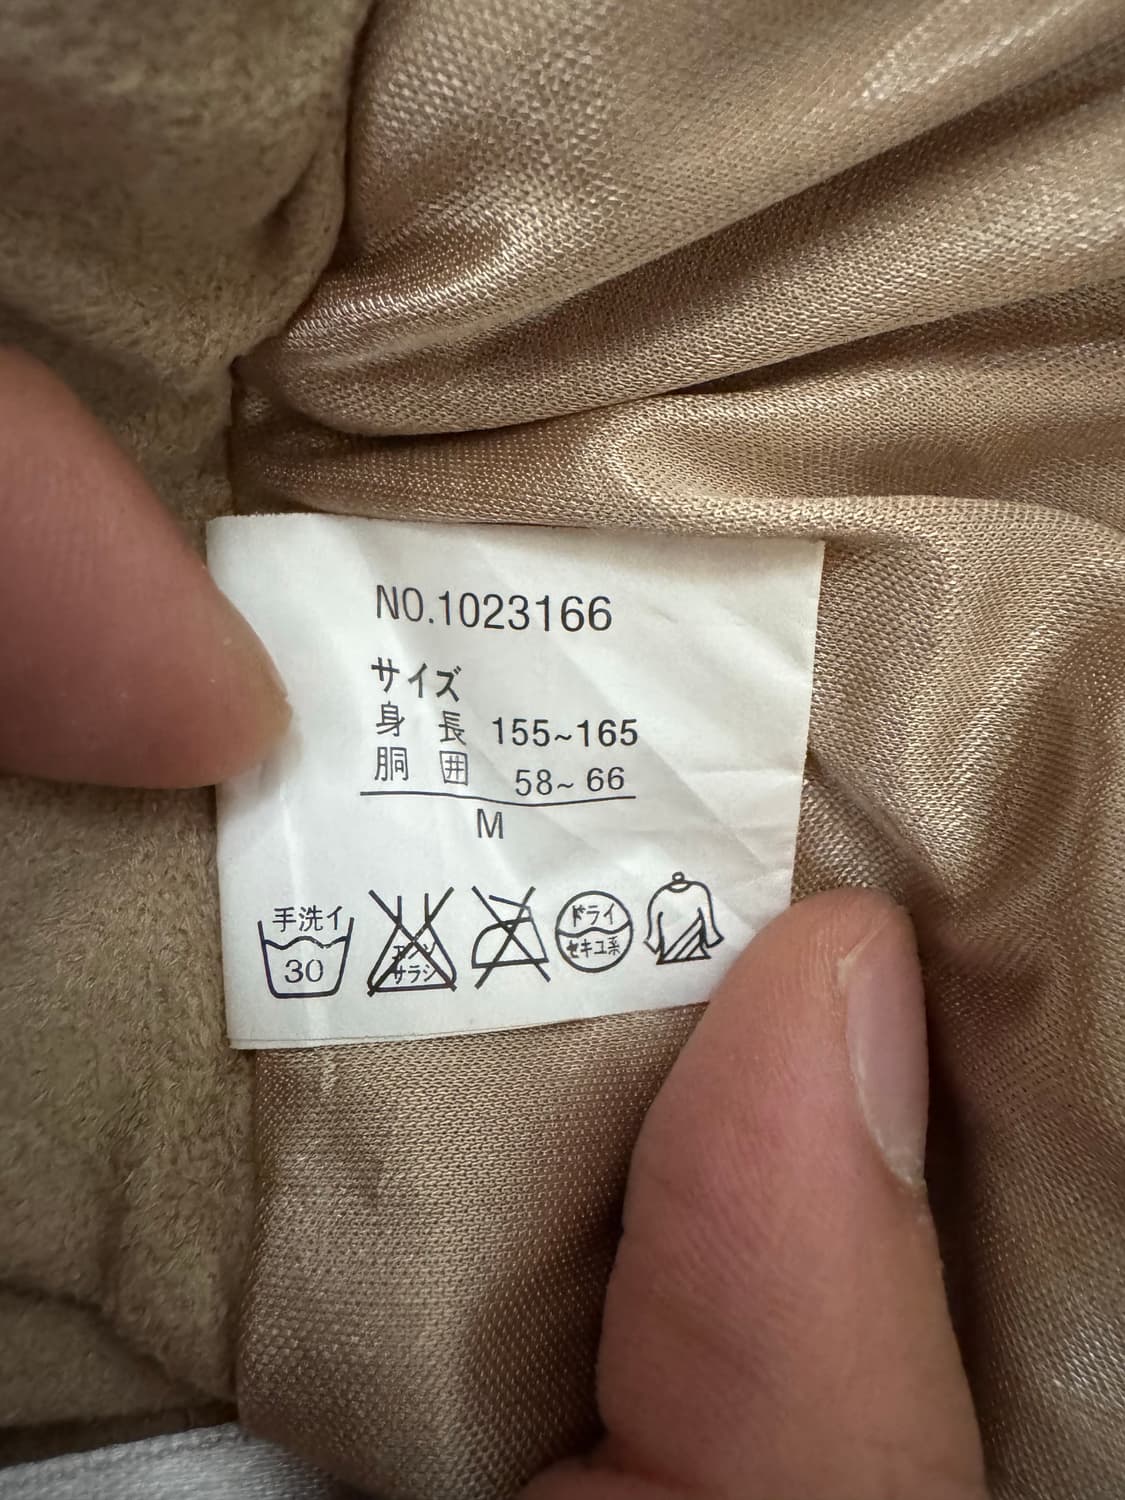 NO.1023166
サイズ
身 長 155~165
胴 囲 58~ 66
M
手洗イ
30
エンソ
サラシ
ドライ
セキユ系